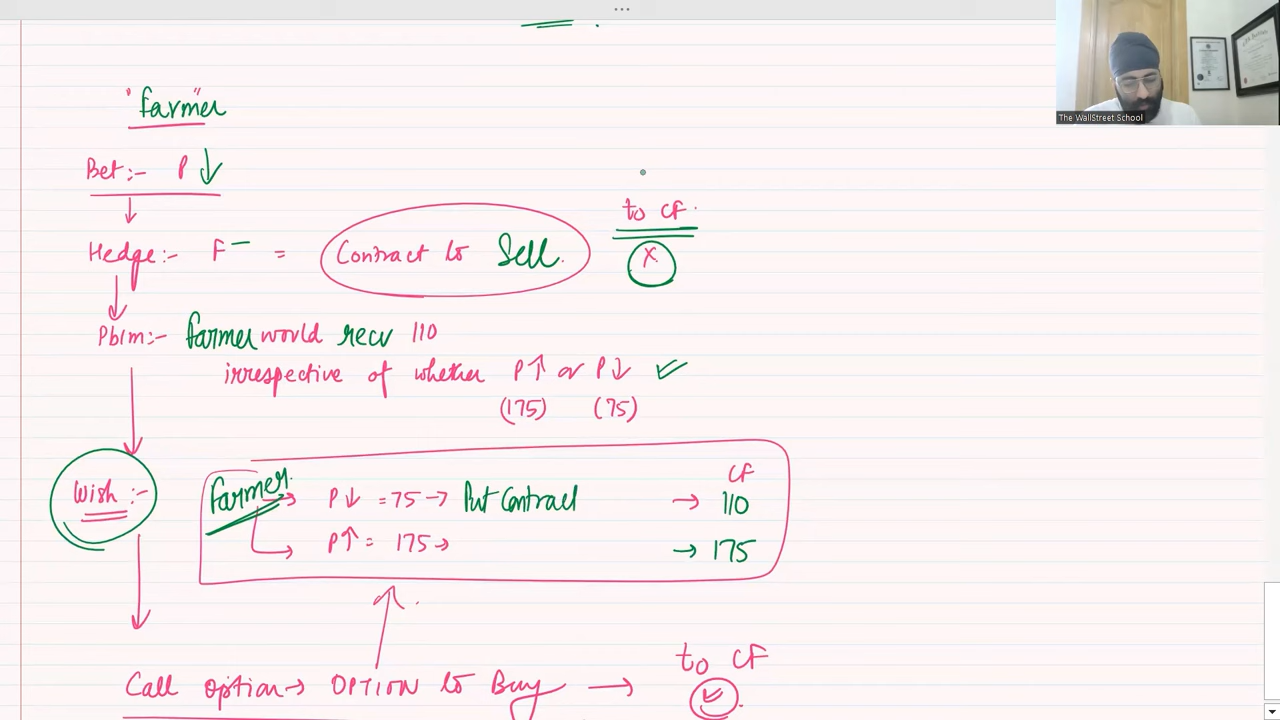 "farmer"
Bet:- P ↓
to CF.
Hedge:- F- = Contract to Sell.
X
Pblm:- farmer would recv 110
irrespective of whether P↑ or P↓ ✓
(175) (75)
CF
Wish:- Farmer. → P↓ = 75 → Put Contract → 110
→ P↑ = 175 → → 175
to CF
Call option → OPTION to Buy → ✓
The WallStreet School